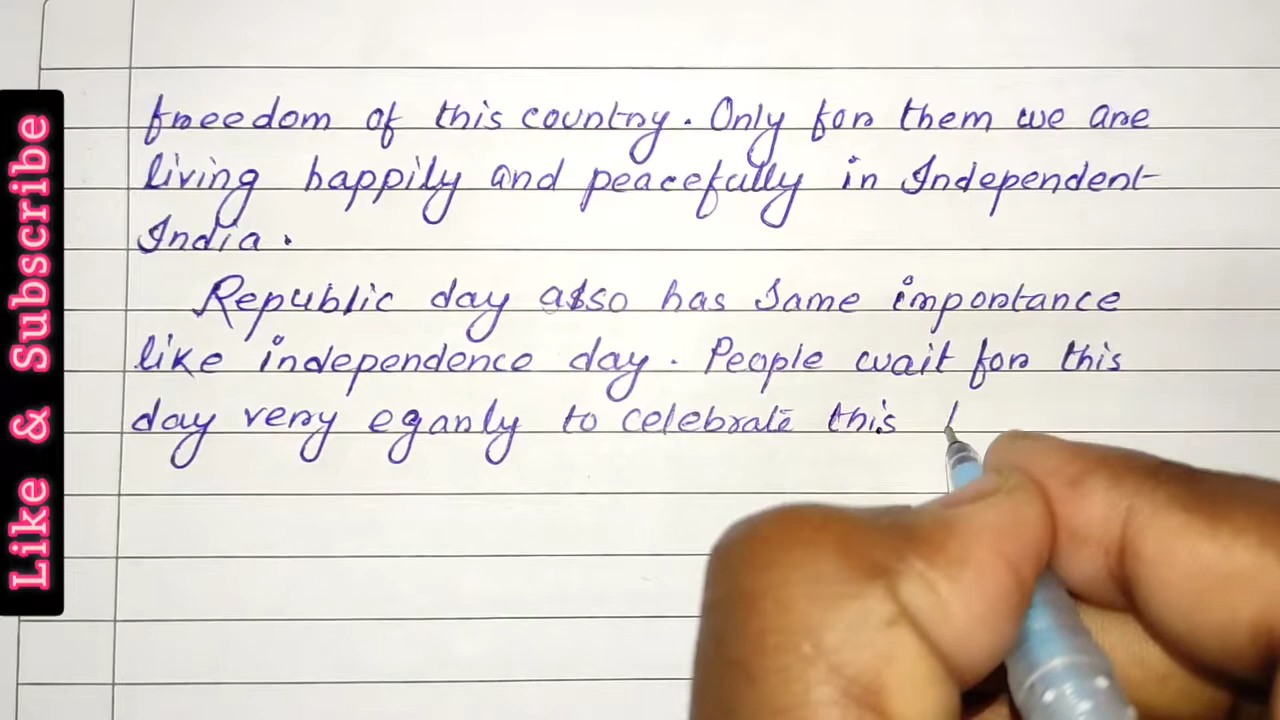 freedom of this country. Only for them we are
living happily and peacefully in Independent
India.
Republic day also has same importance
like independence day. People wait for this
day very egarly to celebrate this
Like & Subscribe